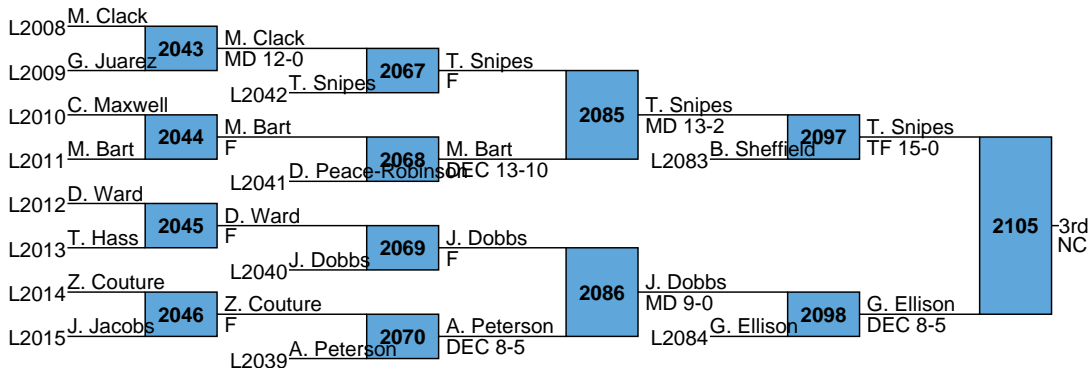 L2008 M. Clack
2043
L2009 G. Juarez
M. Clack
MD 12-0
L2042 T. Snipes
2067
T. Snipes
F
L2010 C. Maxwell
2044
L2011 M. Bart
M. Bart
F
L2041 D. Peace-Robinson
2068
M. Bart
DEC 13-10
2085
T. Snipes
MD 13-2
L2083 B. Sheffield
2097
T. Snipes
TF 15-0
L2012 D. Ward
2045
L2013 T. Hass
D. Ward
F
L2040 J. Dobbs
2069
J. Dobbs
F
L2014 Z. Couture
2046
L2015 J. Jacobs
Z. Couture
F
L2039 A. Peterson
2070
A. Peterson
DEC 8-5
2086
J. Dobbs
MD 9-0
L2084 G. Ellison
2098
G. Ellison
DEC 8-5
2105
3rd
NC